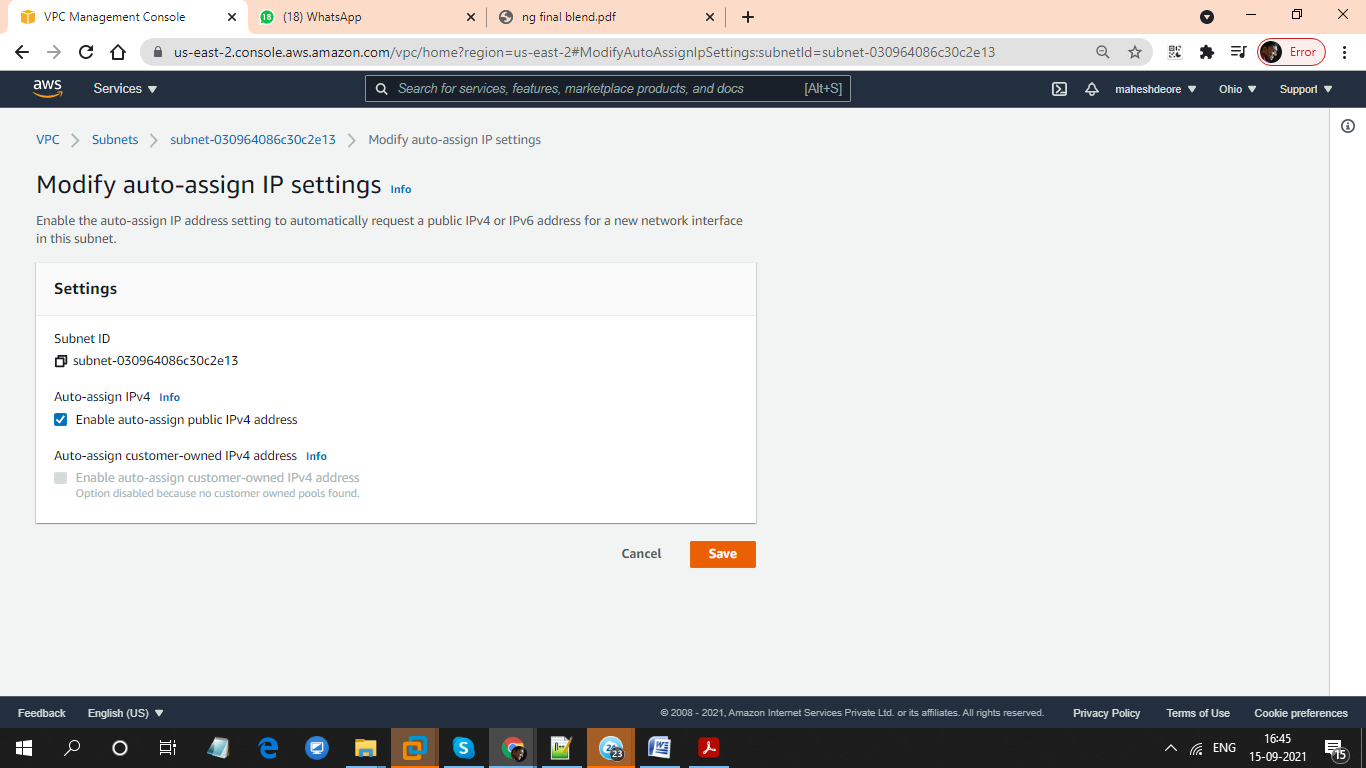 VPC Management Console
(18) WhatsApp
ng final blend.pdf
us-east-2.console.aws.amazon.com/vpc/home?region=us-east-2#ModifyAutoAssignIpSettings:subnetId=subnet-030964086c30c2e13
Error
aws
Services
Search for services, features, marketplace products, and docs
[Alt+S]
maheshdeore
Ohio
Support
VPC
Subnets
subnet-030964086c30c2e13
Modify auto-assign IP settings
Modify auto-assign IP settings Info
Enable the auto-assign IP address setting to automatically request a public IPv4 or IPv6 address for a new network interface
in this subnet.
Settings
Subnet ID
subnet-030964086c30c2e13
Auto-assign IPv4 Info
Enable auto-assign public IPv4 address
Auto-assign customer-owned IPv4 address Info
Enable auto-assign customer-owned IPv4 address
Option disabled because no customer owned pools found.
Cancel
Save
Feedback
English (US)
© 2008 - 2021, Amazon Internet Services Private Ltd. or its affiliates. All rights reserved.
Privacy Policy
Terms of Use
Cookie preferences
ENG
16:45
15-09-2021
15